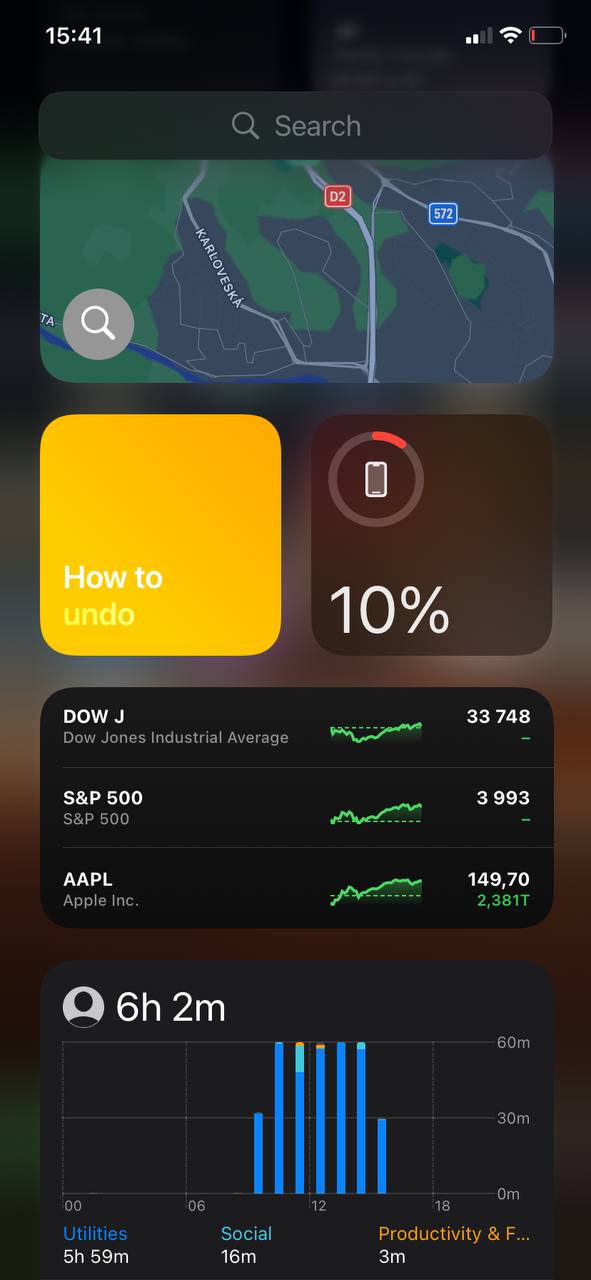 15:41
Search
D2
572
KARLOVESKÁ
TA
How to
undo
10%
DOW J
33 748
Dow Jones Industrial Average
–
S&P 500
3 993
S&P 500
–
AAPL
149,70
Apple Inc.
2,381T
6h 2m
60m
30m
0m
00 06 12 18
Utilities Social Productivity & F...
5h 59m 16m 3m